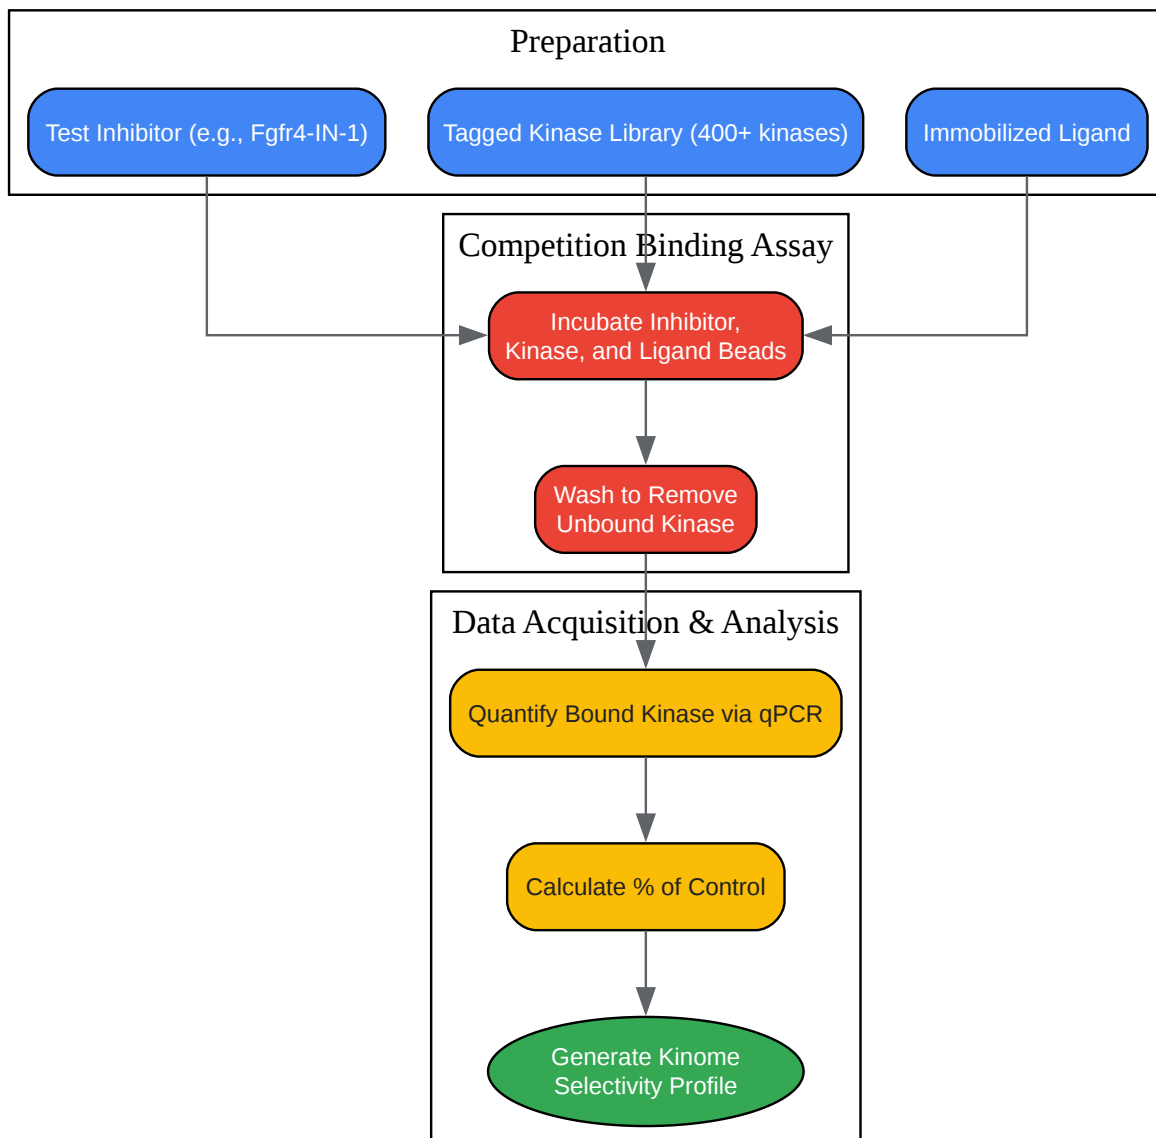 Preparation
Test Inhibitor (e.g., Fgfr4-IN-1)
Tagged Kinase Library (400+ kinases)
Immobilized Ligand
Competition Binding Assay
Incubate Inhibitor,
Kinase, and Ligand Beads
Wash to Remove
Unbound Kinase
Data Acquisition & Analysis
Quantify Bound Kinase via qPCR
Calculate % of Control
Generate Kinome
Selectivity Profile